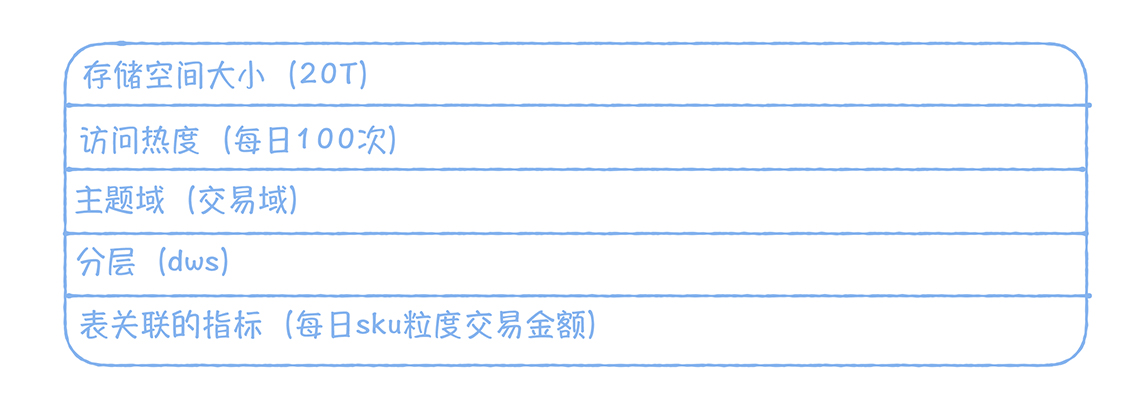 存储空间大小（20T）
访问热度（每日100次）
主题域（交易域）
分层（dws）
表关联的指标（每日sku粒度交易金额）